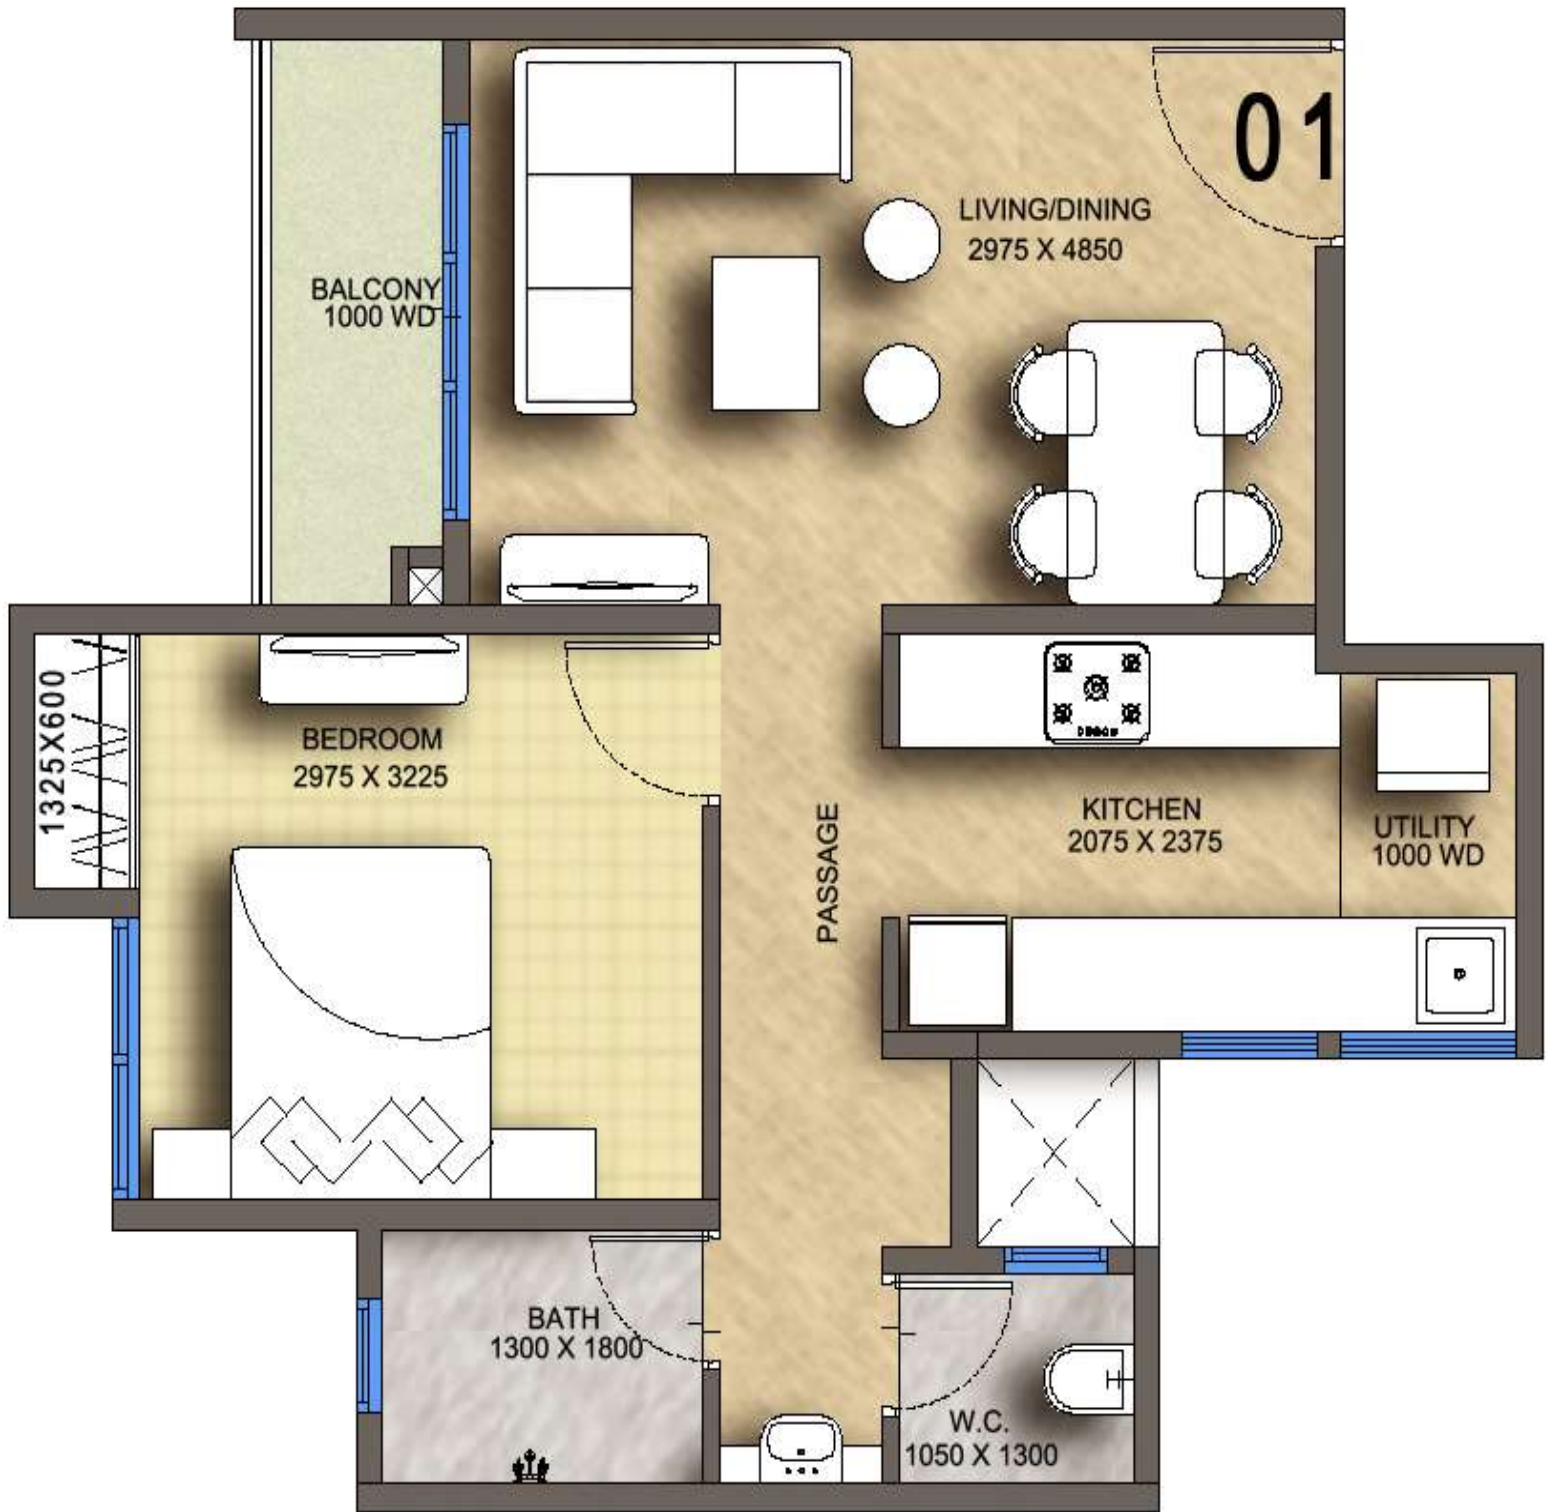 01
LIVING/DINING
2975 X 4850
BALCONY
1000 WD
1325X600
BEDROOM
2975 X 3225
PASSAGE
KITCHEN
2075 X 2375
UTILITY
1000 WD
BATH
1300 X 1800
W.C.
1050 X 1300